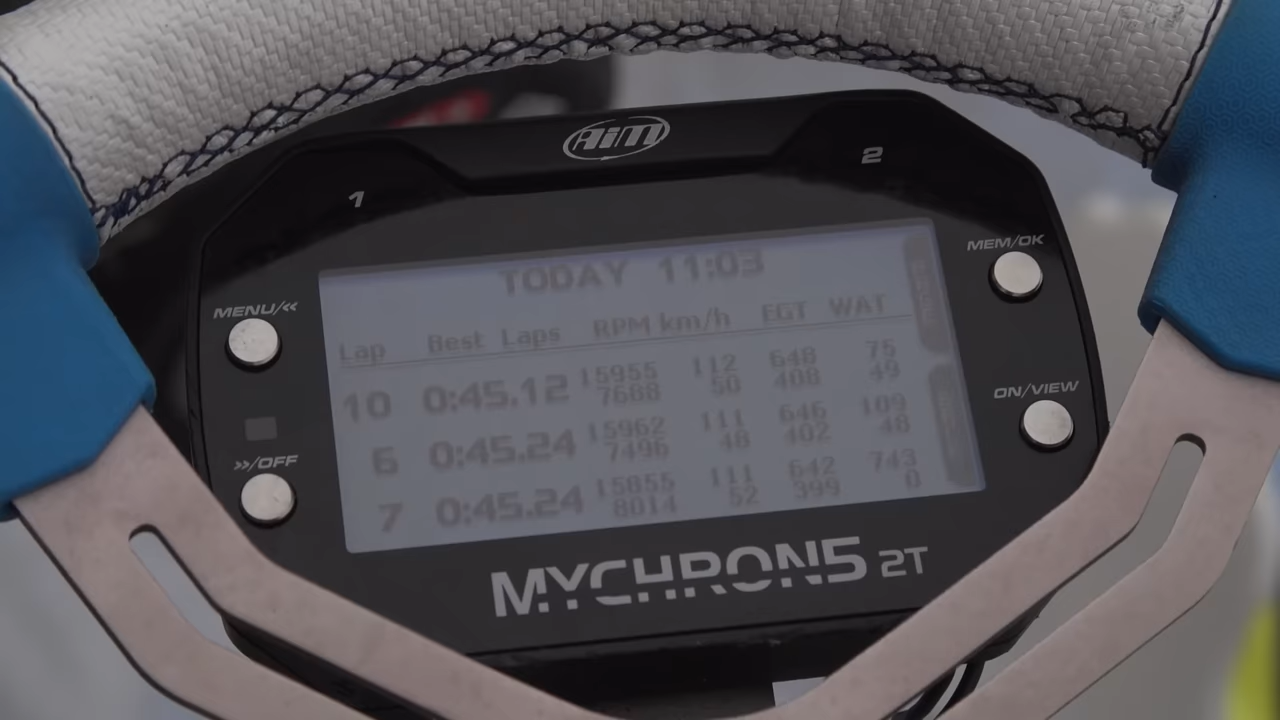 AiM
1 2
MENU/<< MEM/OK
>>/OFF ON/VIEW
TODAY 11:03
Lap Best Laps RPM km/h EGT WAT
10 0:45.12 15955 112 648 75
7688 50 408 49
6 0:45.24 15962 111 646 109
7496 48 402 48
7 0:45.24 15855 111 642 743
8014 52 399 0
MYCHRON5 2T